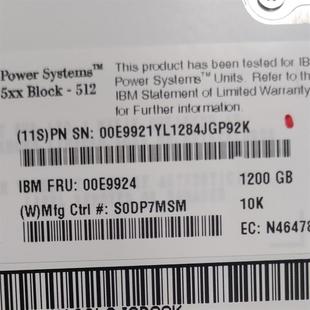 Power Systems™
5xx Block - 512
This product has been tested for IB
Power Systems™ Units. Refer to the
IBM Statement of Limited Warranty
for Further information.
(11S)PN SN: 00E9921YL1284JGP92K
IBM FRU: 00E9924
1200 GB
(W)Mfg Ctrl #: S0DP7MSM
10K
EC: N46478